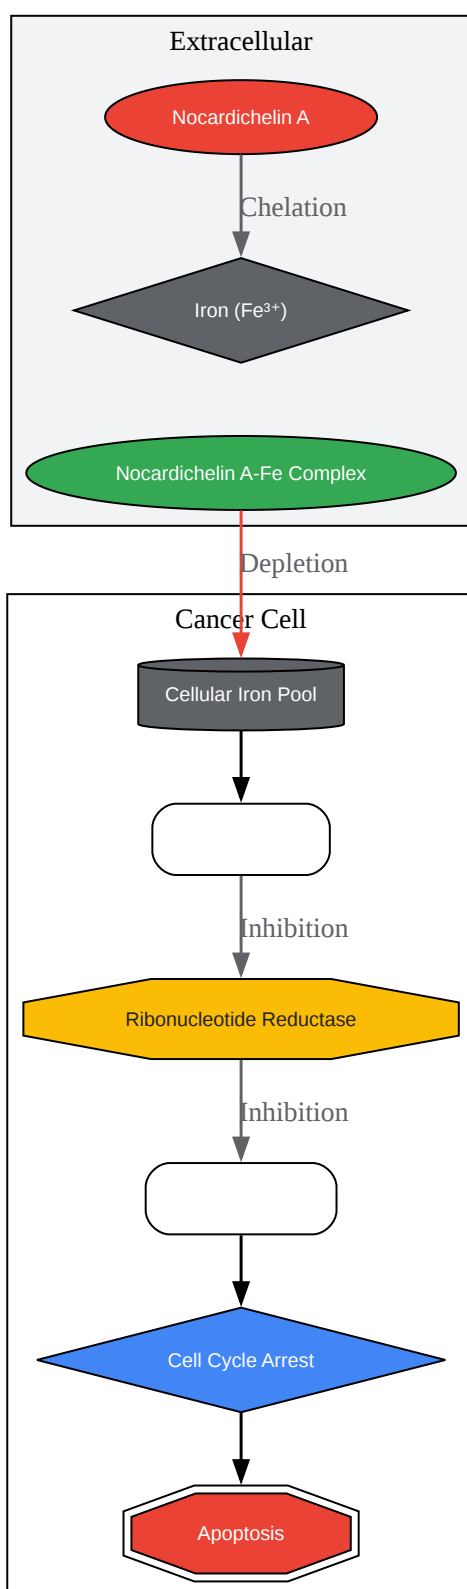 Extracellular
Nocardichelin A
Chelation
Iron (Fe³⁺)
Nocardichelin A-Fe Complex
Depletion
Cancer Cell
Cellular Iron Pool
Inhibition
Ribonucleotide Reductase
Inhibition
Cell Cycle Arrest
Apoptosis